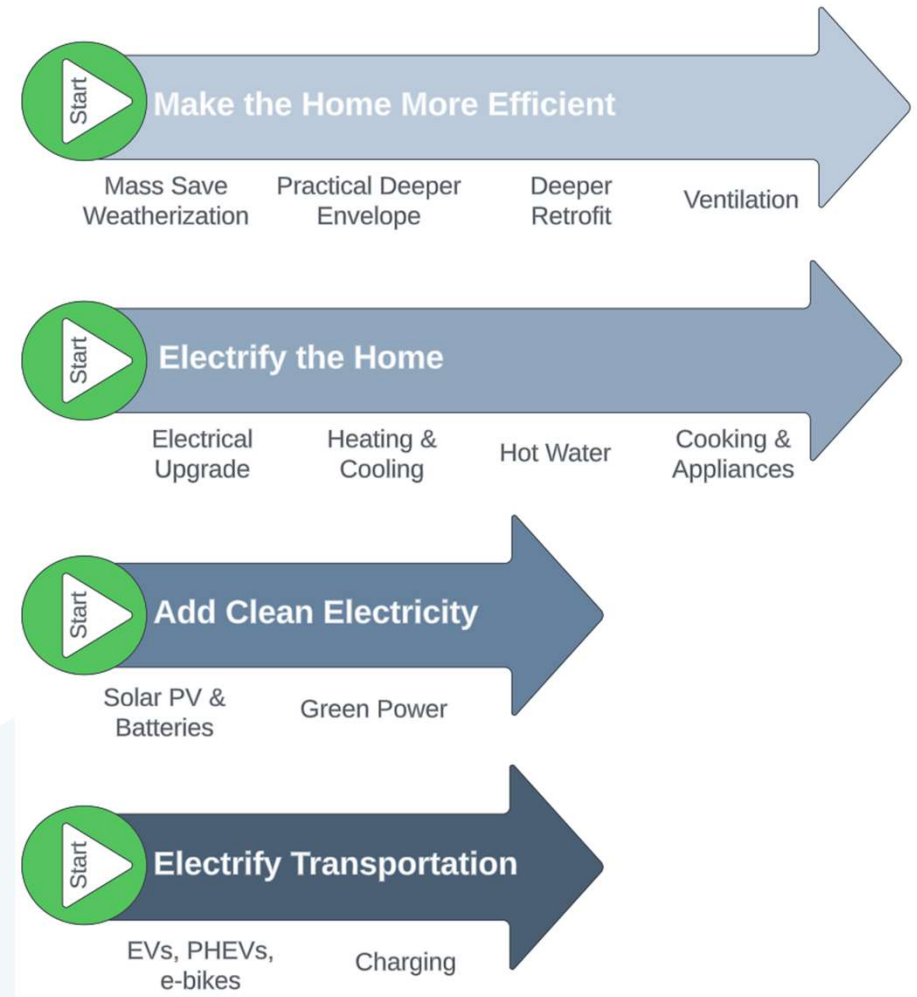 Start
Make the Home More Efficient
Mass Save
Weatherization
Practical Deeper
Envelope
Deeper
Retrofit
Ventilation
Start
Electrify the Home
Electrical
Upgrade
Heating &
Cooling
Hot Water
Cooking &
Appliances
Start
Add Clean Electricity
Solar PV &
Batteries
Green Power
Start
Electrify Transportation
EVs, PHEVs,
e-bikes
Charging